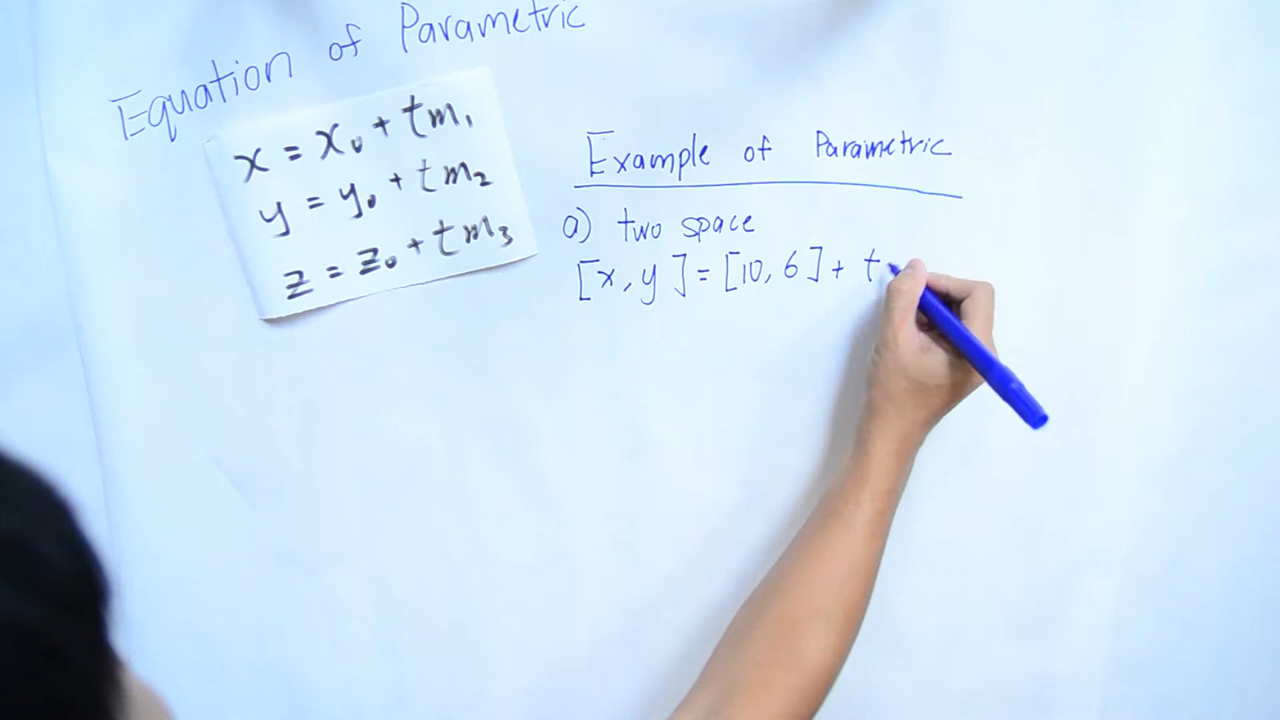 Equation of Parametric
x = x₀ + tm₁
y = y₀ + tm₂
z = z₀ + tm₃
Example of Parametric
a) two space
[x, y] = [10, 6] + t